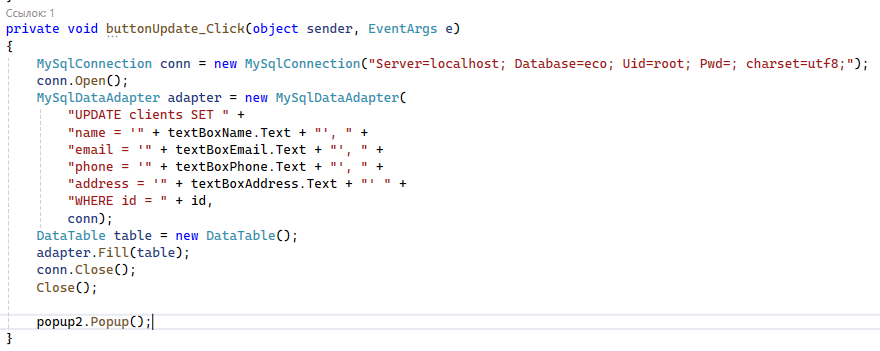 Ссылок: 1
private void buttonUpdate_Click(object sender, EventArgs e)
{
    MySqlConnection conn = new MySqlConnection("Server=localhost; Database=eco; Uid=root; Pwd=; charset=utf8;");
    conn.Open();
    MySqlDataAdapter adapter = new MySqlDataAdapter(
        "UPDATE clients SET " +
        "name = '" + textBoxName.Text + "', " +
        "email = '" + textBoxEmail.Text + "', " +
        "phone = '" + textBoxPhone.Text + "', " +
        "address = '" + textBoxAddress.Text + "' " +
        "WHERE id = " + id,
        conn);
    DataTable table = new DataTable();
    adapter.Fill(table);
    conn.Close();
    Close();

    popup2.Popup();
}